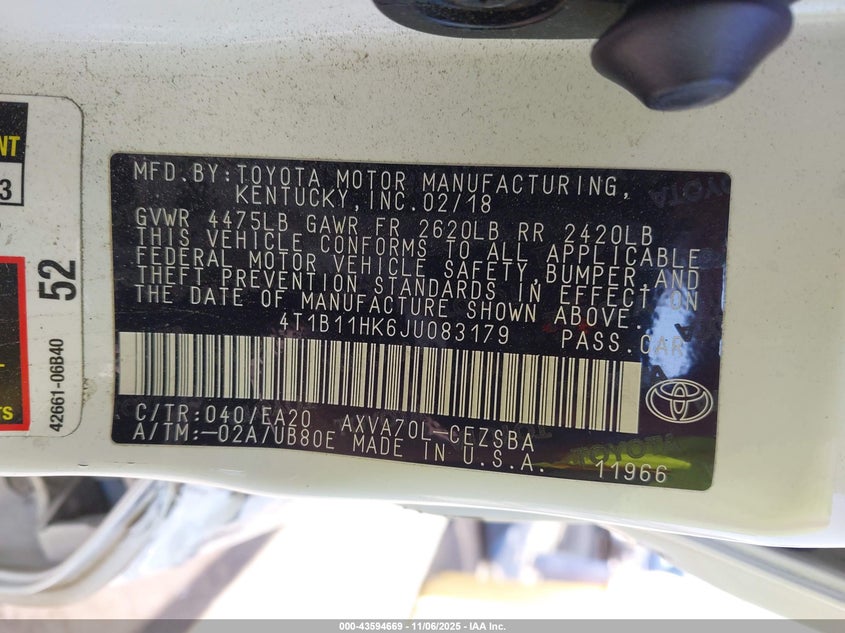 MFD.BY:TOYOTA MOTOR MANUFACTURING,
KENTUCKY,INC.02/18
GVWR 4475LB GAWR FR 2620LB RR 2420LB
THIS VEHICLE CONFORMS TO ALL APPLICABLE
FEDERAL MOTOR VEHICLE SAFETY,BUMPER,AND
THEFT PREVENTION STANDARDS IN EFFECT ON
THE DATE OF MANUFACTURE SHOWN ABOVE.
4T1B11HK6JU083179 PASS.CAR
C/TR:040/EA20 AXVA70L-CEZSBA
A/TM:-02A/UB80E MADE IN U.S.A.
11966
TOYOTA
TOYOTA
NT
3
52
42661-06B40
TS
000-43594669 - 11/06/2025 - IAA Inc.